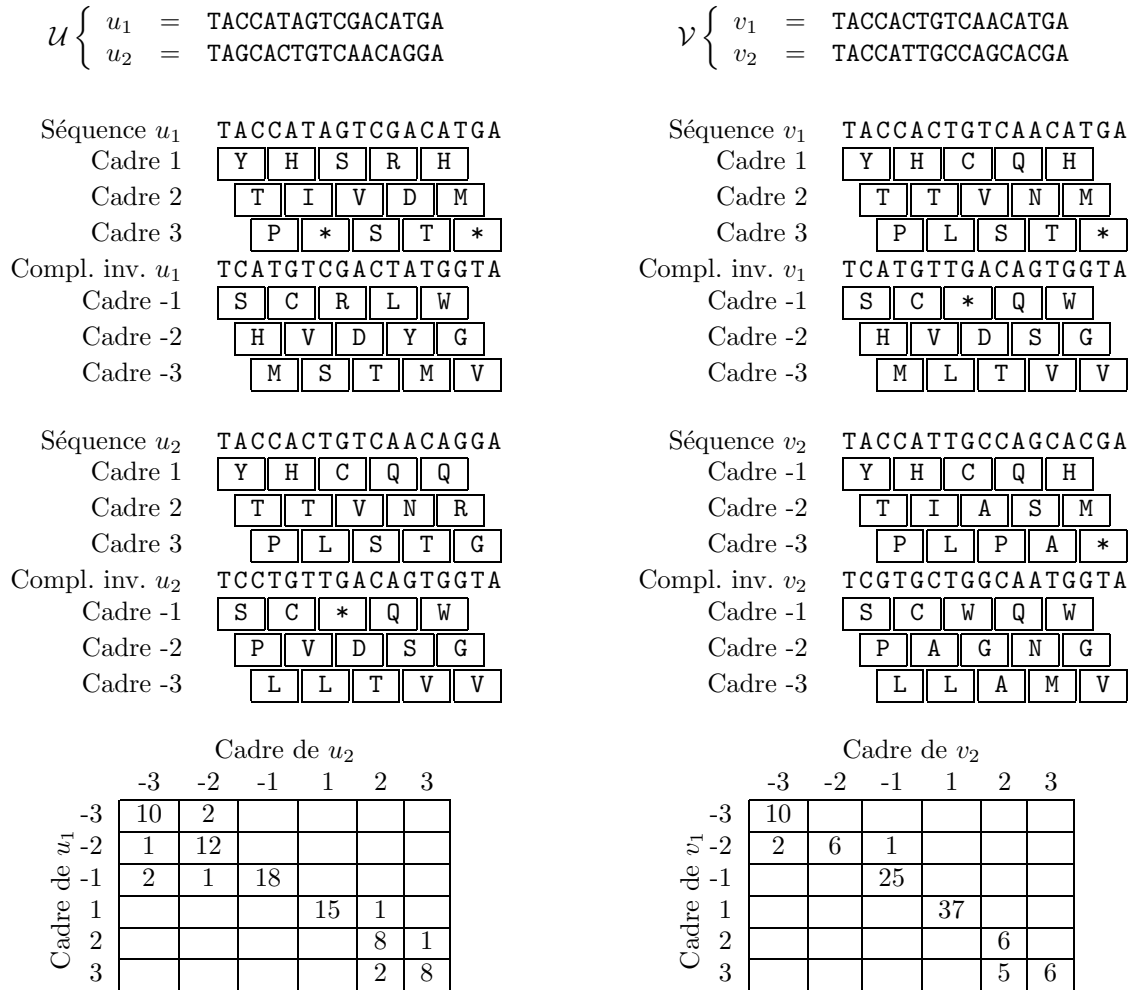 U { u1 = TACCATAGTCGACATGA
u2 = TAGCACTGTCAACAGGA
V { v1 = TACCACTGTCAACATGA
v2 = TACCATTGCCAGCACGA
Séquence u1 TACCATAGTCGACATGA
Cadre 1 Y H S R H
Cadre 2 T I V D M
Cadre 3 P * S T *
Compl. inv. u1 TCATGTCGACTATGGTA
Cadre -1 S C R L W
Cadre -2 H V D Y G
Cadre -3 M S T M V
Séquence v1 TACCACTGTCAACATGA
Cadre 1 Y H C Q H
Cadre 2 T T V N M
Cadre 3 P L S T *
Compl. inv. v1 TCATGTTGACAGTGGTA
Cadre -1 S C * Q W
Cadre -2 H V D S G
Cadre -3 M L T V V
Séquence u2 TACCACTGTCAACAGGA
Cadre 1 Y H C Q Q
Cadre 2 T T V N R
Cadre 3 P L S T G
Compl. inv. u2 TCCTGTTGACAGTGGTA
Cadre -1 S C * Q W
Cadre -2 P V D S G
Cadre -3 L L T V V
Séquence v2 TACCATTGCCAGCACGA
Cadre -1 Y H C Q H
Cadre -2 T I A S M
Cadre -3 P L P A *
Compl. inv. v2 TCGTGCTGGCAATGGTA
Cadre -1 S C W Q W
Cadre -2 P A G N G
Cadre -3 L L A M V
Cadre de u2
-3 -2 -1 1 2 3
Cadre de u1
-3 10 2
-2 1 12
-1 2 1 18
1 15 1
2 8 1
3 2 8
Cadre de v2
-3 -2 -1 1 2 3
Cadre de v1
-3 10
-2 2 6 1
-1 25
1 37
2 6
3 5 6